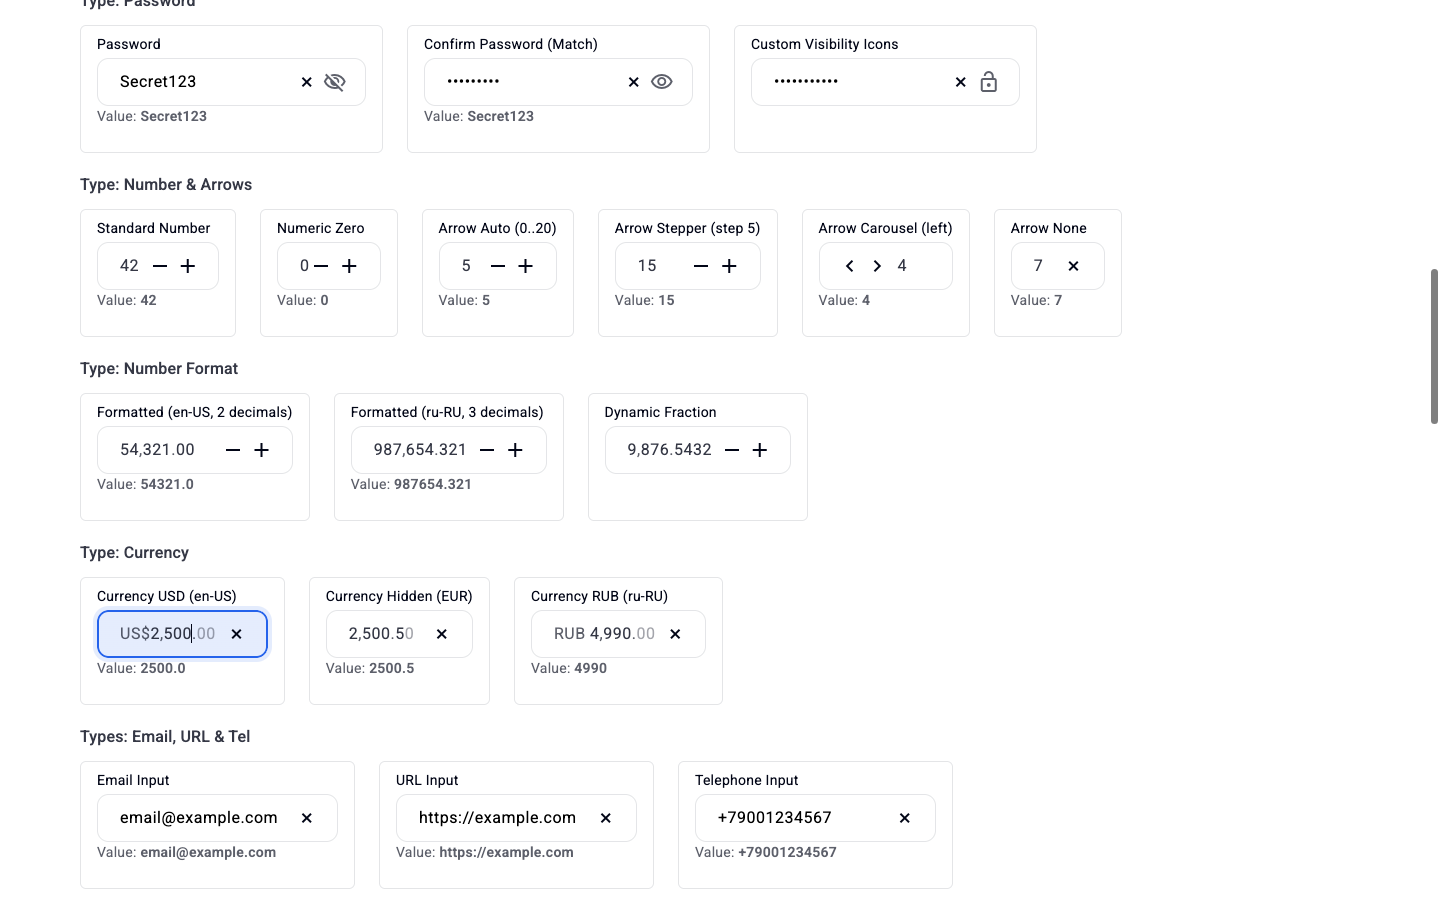 Type: Password
Password
Confirm Password (Match)
Custom Visibility Icons
Secret123
•••••••••
•••••••••••
Value: Secret123
Value: Secret123
Type: Number & Arrows
Standard Number
Numeric Zero
Arrow Auto (0..20)
Arrow Stepper (step 5)
Arrow Carousel (left)
Arrow None
42
0
5
15
4
7
Value: 42
Value: 0
Value: 5
Value: 15
Value: 4
Value: 7
Type: Number Format
Formatted (en-US, 2 decimals)
Formatted (ru-RU, 3 decimals)
Dynamic Fraction
54,321.00
987,654.321
9,876.5432
Value: 54321.0
Value: 987654.321
Type: Currency
Currency USD (en-US)
Currency Hidden (EUR)
Currency RUB (ru-RU)
US$2,500.00
2,500.50
RUB 4,990.00
Value: 2500.0
Value: 2500.5
Value: 4990
Types: Email, URL & Tel
Email Input
URL Input
Telephone Input
email@example.com
https://example.com
+79001234567
Value: email@example.com
Value: https://example.com
Value: +79001234567